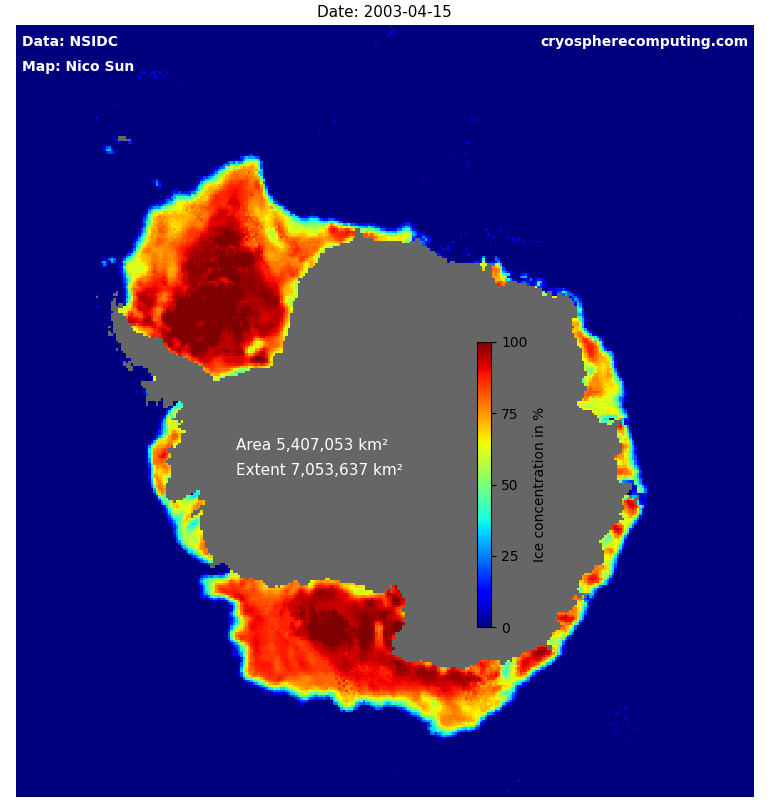 Date: 2003-04-15
Data: NSIDC
cryospherecomputing.com
Map: Nico Sun
100
75
50
25
0
Ice concentration in %
Area 5,407,053 km²
Extent 7,053,637 km²